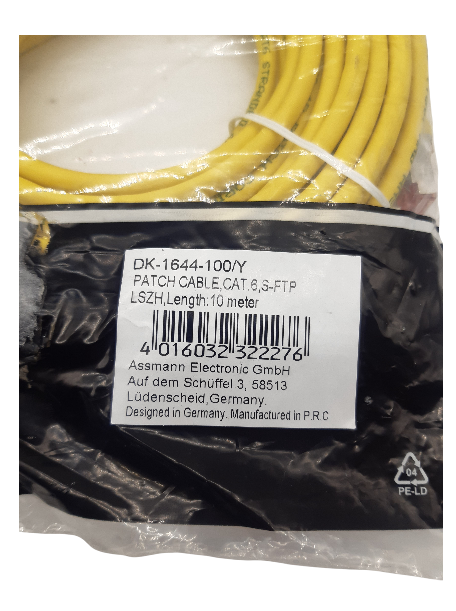 DK-1644-100/Y
PATCH CABLE,CAT.6,S-FTP
LSZH,Length:10 meter
4 016032 322276
Assmann Electronic GmbH
Auf dem Schüffel 3, 58513
Lüdenscheid,Germany.
Designed in Germany. Manufactured in P.R.C
04
PE-LD